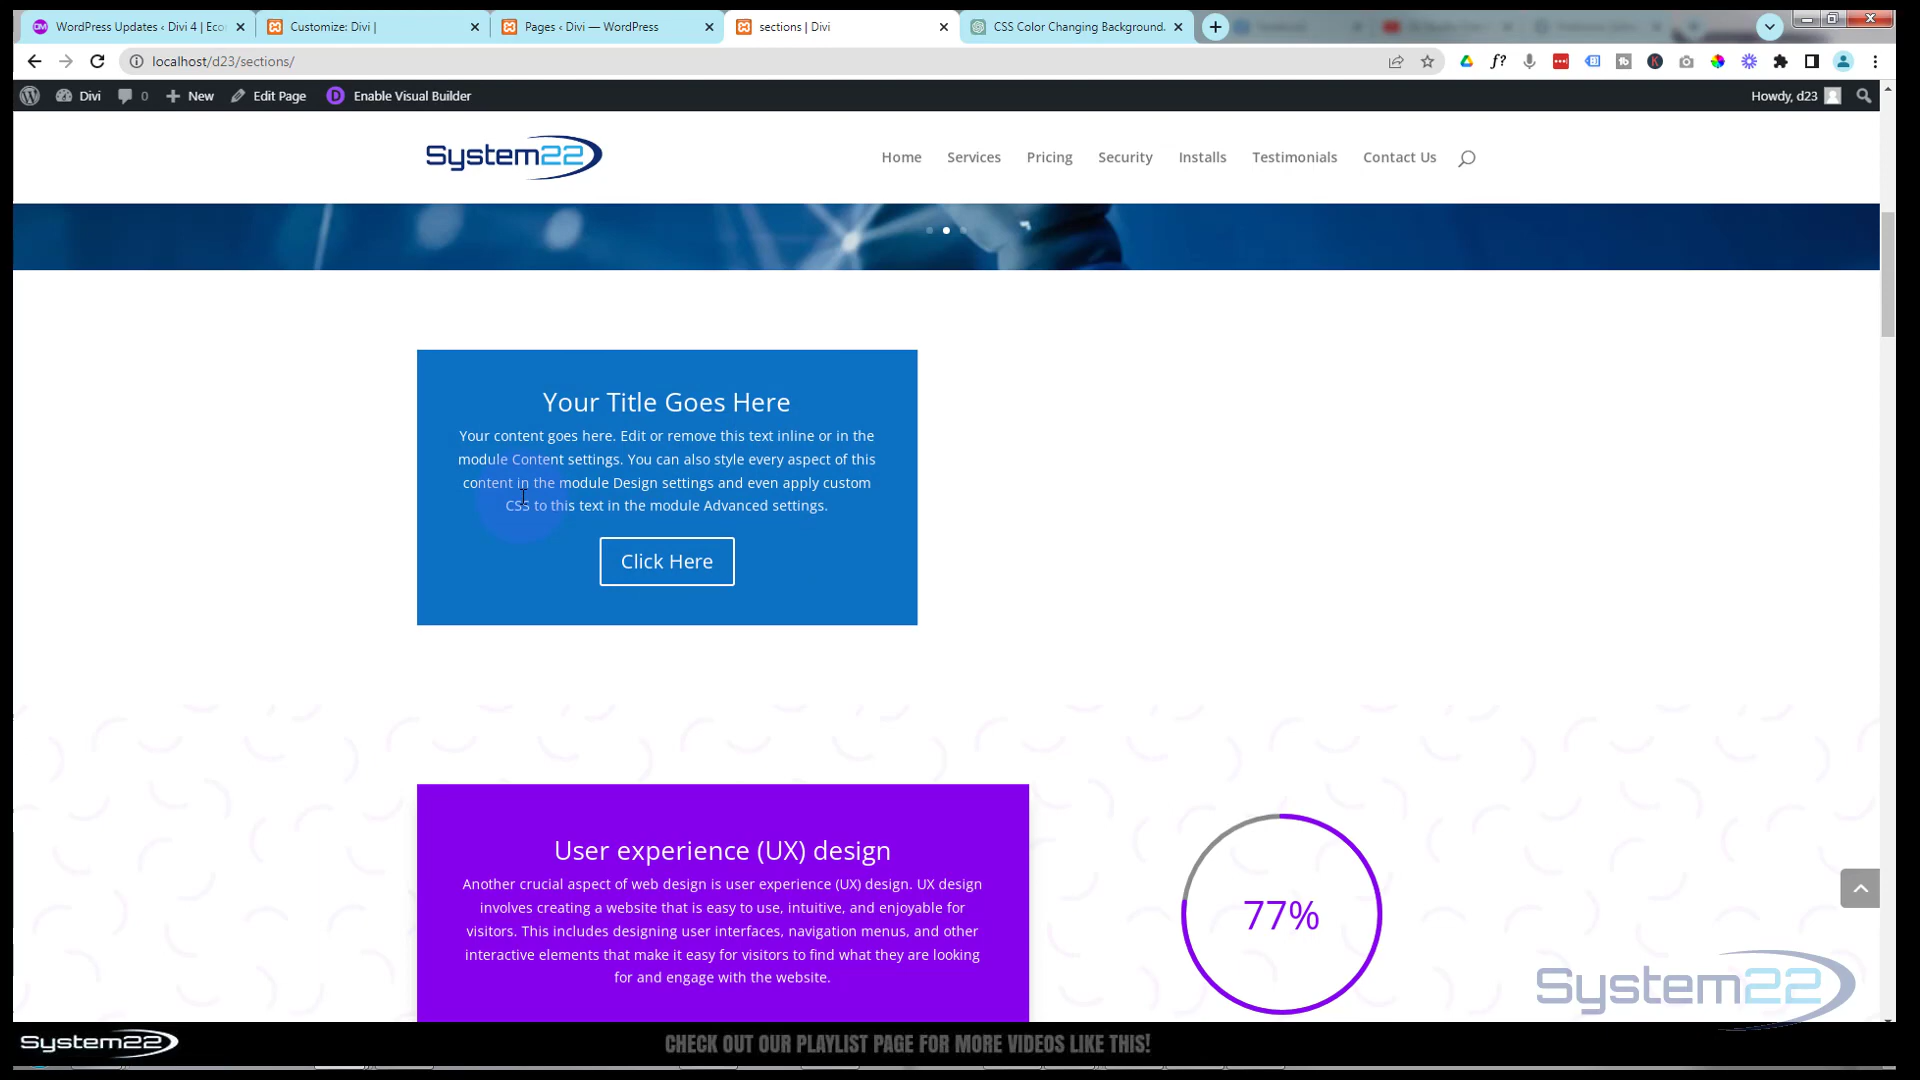 WordPress Updates ‹ Divi 4 | Eco
Customize: Divi |
Pages ‹ Divi — WordPress
sections | Divi
CSS Color Changing Background.
localhost/d23/sections/
Divi
0
New
Edit Page
D
Enable Visual Builder
Howdy, d23
System22
Home
Services
Pricing
Security
Installs
Testimonials
Contact Us
Your Title Goes Here
Your content goes here. Edit or remove this text inline or in the
module Content settings. You can also style every aspect of this
content in the module Design settings and even apply custom
CSS to this text in the module Advanced settings.
Click Here
User experience (UX) design
Another crucial aspect of web design is user experience (UX) design. UX design
involves creating a website that is easy to use, intuitive, and enjoyable for
visitors. This includes designing user interfaces, navigation menus, and other
interactive elements that make it easy for visitors to find what they are looking
for and engage with the website.
77%
System22
System22
CHECK OUT OUR PLAYLIST PAGE FOR MORE VIDEOS LIKE THIS!